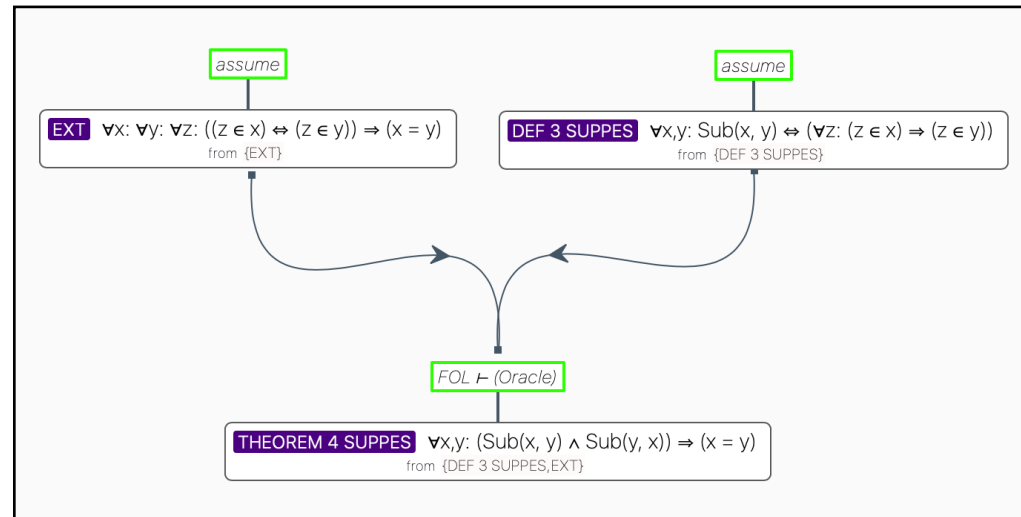 assume
EXT ∀x: ∀y: ∀z: ((z ∈ x) ⇔ (z ∈ y)) ⇒ (x = y)
from {EXT}
assume
DEF 3 SUPPES ∀x,y: Sub(x, y) ⇔ (∀z: (z ∈ x) ⇒ (z ∈ y))
from {DEF 3 SUPPES}
FOL ⊢ (Oracle)
THEOREM 4 SUPPES ∀x,y: (Sub(x, y) ∧ Sub(y, x)) ⇒ (x = y)
from {DEF 3 SUPPES,EXT}